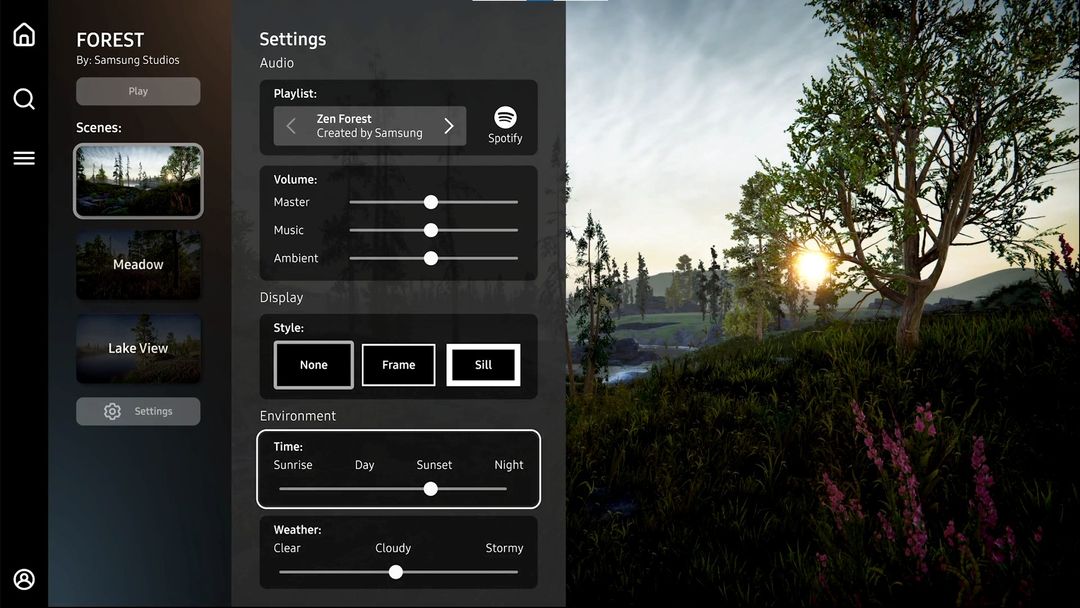 FOREST
By: Samsung Studios
Play
Scenes:
Meadow
Lake View
Settings
Settings
Audio
Playlist:
Zen Forest
Created by Samsung
Spotify
Volume:
Master
Music
Ambient
Display
Style:
None Frame Sill
Environment
Time:
Sunrise Day Sunset Night
Weather:
Clear Cloudy Stormy